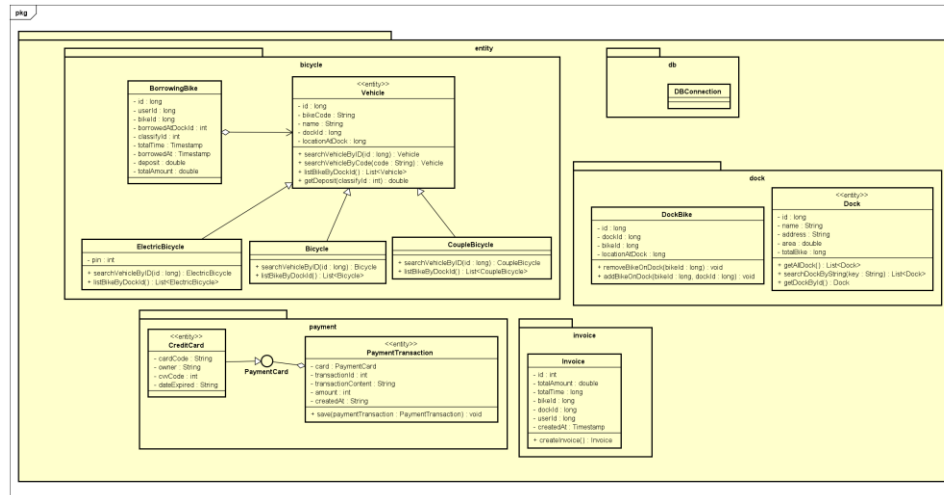 pkg
entity
bicycle
BorrowingBike
- id : long
- userId : long
- bikeId : long
- borrowedAtDockId : int
- classifyId : int
- totalTime : Timestamp
- borrowedAt : Timestamp
- deposit : double
- totalAmount : double
<<entity>>
Vehicle
- id : long
- bikeCode : String
- name : String
- dockId : long
- locationAtDock : long
+ searchVehicleByID(id : long) : Vehicle
+ searchVehicleByCode(code : String) : Vehicle
+ listBikeByDockId() : List<Vehicle>
+ getDeposit(classifyId : int) : double
ElectricBicycle
- pin : int
+ searchVehicleByID(id : long) : ElectricBicycle
+ listBikeByDockId() : List<ElectricBicycle>
Bicycle
+ searchVehicleByID(id : long) : Bicycle
+ listBikeByDockId() : List<Bicycle>
CoupleBicycle
+ searchVehicleByID(id : long) : CoupleBicycle
+ listBikeByDockId() : List<CoupleBicycle>
db
DBConnection
dock
DockBike
- id : long
- dockId : long
- bikeId : long
- locationAtDock : long
+ removeBikeOnDock(bikeId : long) : void
+ addBikeOnDock(bikeId : long, dockId : long) : void
<<entity>>
Dock
- id : long
- name : String
- address : String
- area : double
- totalBike : long
+ getAllDock() : List<Dock>
+ searchDockByString(key : String) : List<Dock>
+ getDockById() : Dock
payment
<<entity>>
CreditCard
- cardCode : String
- owner : String
- cvvCode : int
- dateExpired : String
PaymentCard
<<entity>>
PaymentTransaction
- card : PaymentCard
- transactionId : int
- transactionContent : String
- amount : int
- createdAt : String
+ save(paymentTransaction : PaymentTransaction) : void
invoice
Invoice
- id : int
- totalAmount : double
- totalTime : long
- bikeId : long
- dockId : long
- userId : long
- createdAt : Timestamp
+ createInvoice() : Invoice